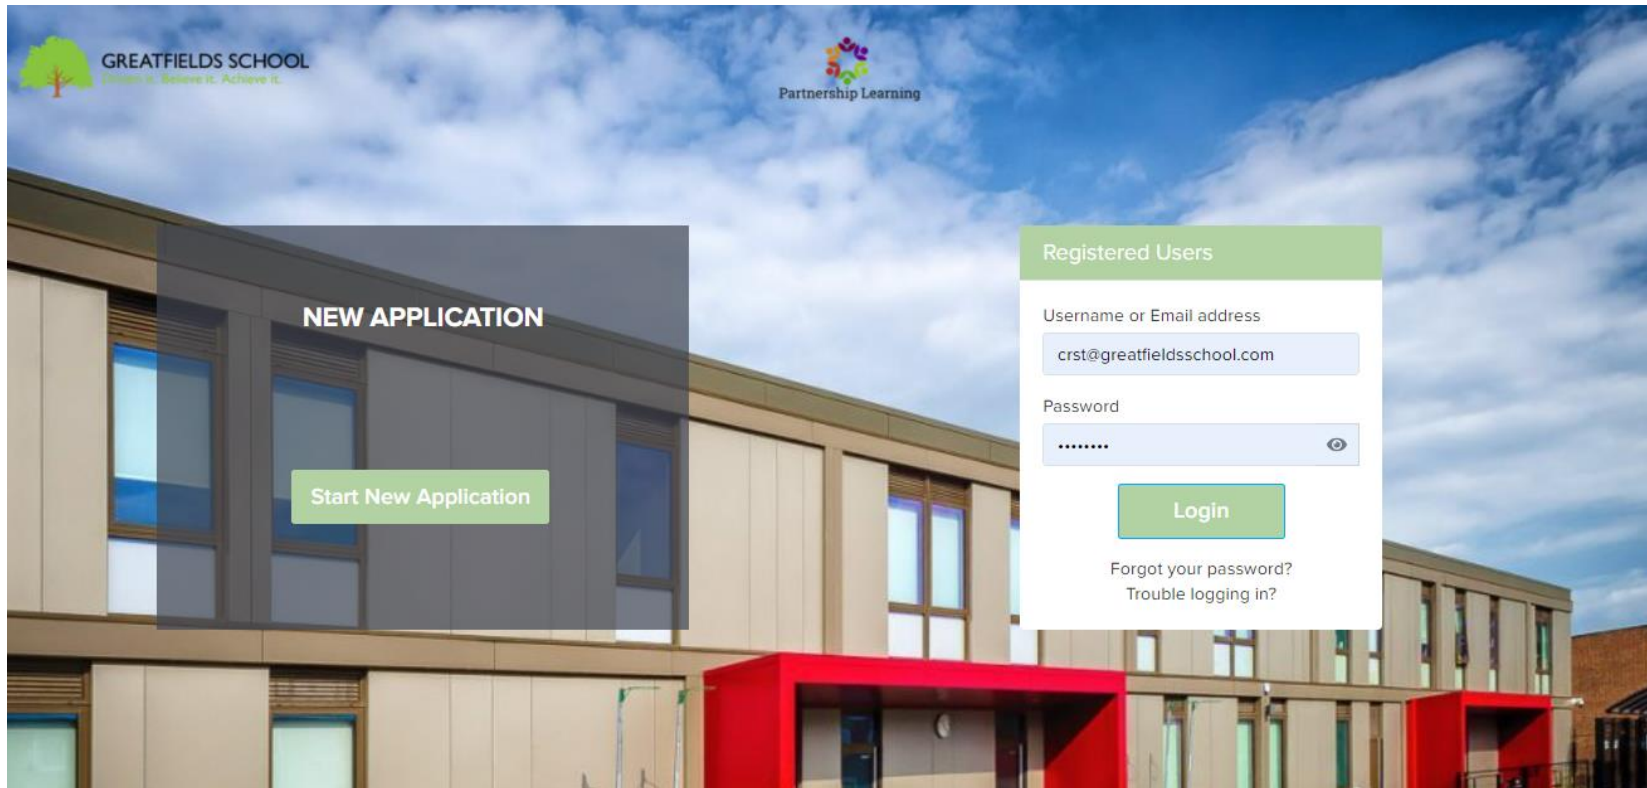 GREATFIELDS SCHOOL
Dream it. Believe it. Achieve it.
Partnership Learning
NEW APPLICATION
Start New Application
Registered Users
Username or Email address
crst@greatfieldsschool.com
Password
••••••••
Login
Forgot your password?
Trouble logging in?